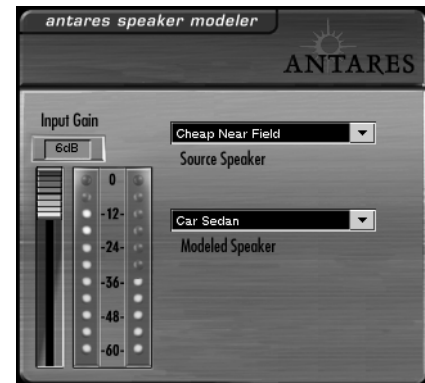 antares speaker modeler
ANTARES
Input Gain
6dB
Cheap Near Field
Source Speaker
Car Sedan
Modeled Speaker
0
-12-
-24-
-36-
-48-
-60-